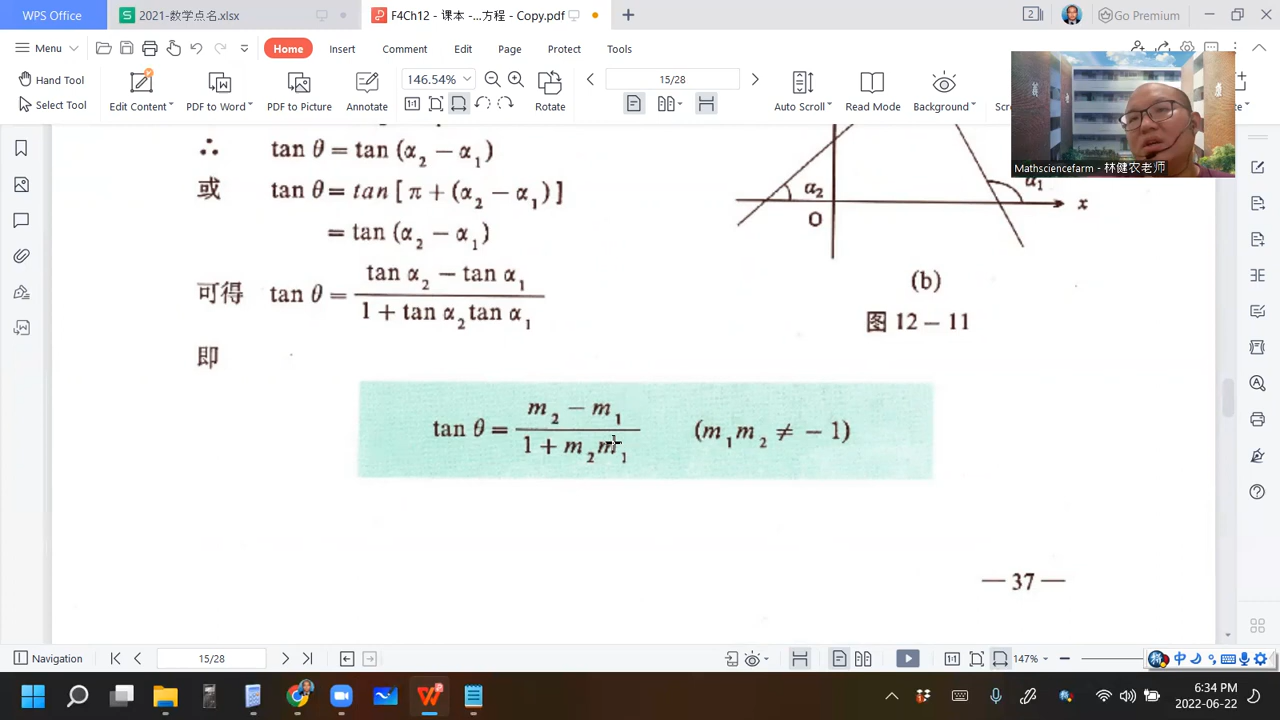 WPS Office
2021-数学点名.xlsx
F4Ch12 - 课本 - ...方程 - Copy.pdf
Go Premium
Menu
Home
Insert
Comment
Edit
Page
Protect
Tools
Hand Tool
Select Tool
Edit Content
PDF to Word
PDF to Picture
Annotate
146.54%
Rotate
15/28
Auto Scroll
Read Mode
Background
Mathsciencefarm - 林健农老师
∴ tan θ = tan (α₂ − α₁)
或 tan θ = tan [ π + (α₂ − α₁) ]
= tan (α₂ − α₁)
可得 tan θ = (tan α₂ − tan α₁) / (1 + tan α₂ tan α₁)
即
tan θ = (m₂ − m₁) / (1 + m₂m₁) (m₁m₂ ≠ − 1)
α₂
α₁
O
x
(b)
图 12 − 11
— 37 —
Navigation
15/28
147%
中
6:34 PM
2022-06-22